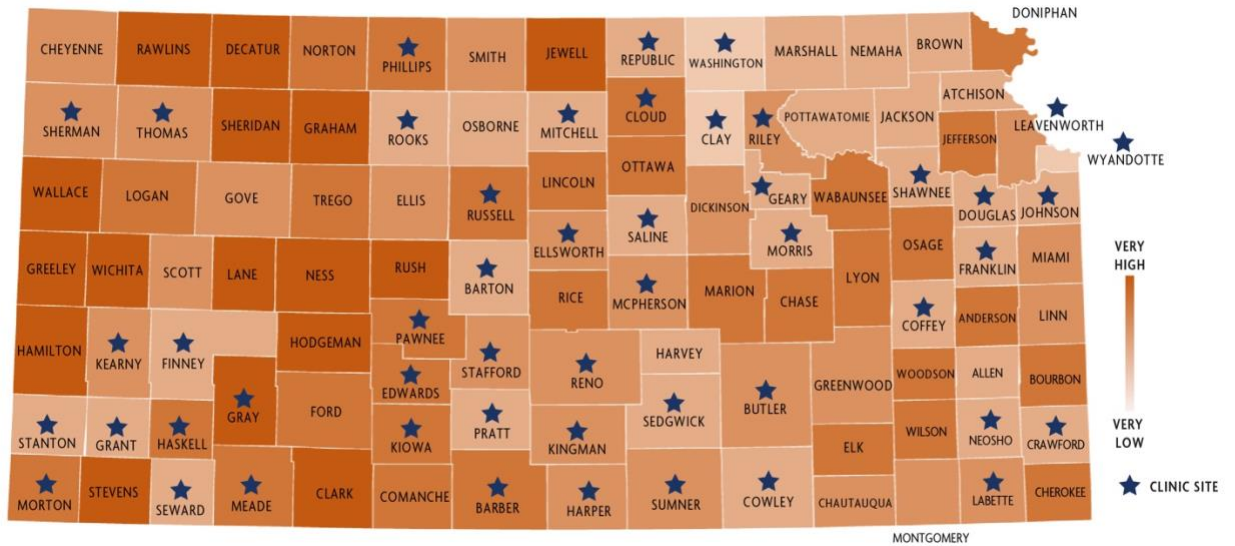 DONIPHAN
CHEYENNE
RAWLINS
DECATUR
NORTON
PHILLIPS
SMITH
JEWELL
REPUBLIC
WASHINGTON
MARSHALL
NEMAHA
BROWN
SHERMAN
THOMAS
SHERIDAN
GRAHAM
ROOKS
OSBORNE
MITCHELL
CLOUD
CLAY
RILEY
POTTAWATOMIE
JACKSON
ATCHISON
JEFFERSON
LEAVENWORTH
WYANDOTTE
WALLACE
LOGAN
GOVE
TREGO
ELLIS
RUSSELL
LINCOLN
OTTAWA
DICKINSON
GEARY
WABAUNSEE
SHAWNEE
DOUGLAS
JOHNSON
SALINE
ELLSWORTH
MORRIS
OSAGE
FRANKLIN
MIAMI
GREELEY
WICHITA
SCOTT
LANE
NESS
RUSH
BARTON
RICE
MCPHERSON
MARION
CHASE
LYON
COFFEY
ANDERSON
LINN
HAMILTON
KEARNY
FINNEY
HODGEMAN
PAWNEE
STAFFORD
EDWARDS
RENO
HARVEY
SEDGWICK
BUTLER
GREENWOOD
WOODSON
ALLEN
BOURBON
STANTON
GRANT
HASKELL
GRAY
FORD
KIOWA
PRATT
KINGMAN
ELK
WILSON
NEOSHO
CRAWFORD
MORTON
STEVENS
SEWARD
MEADE
CLARK
COMANCHE
BARBER
HARPER
SUMNER
COWLEY
CHAUTAUQUA
LABETTE
CHEROKEE
MONTGOMERY
VERY
HIGH
VERY
LOW
CLINIC SITE